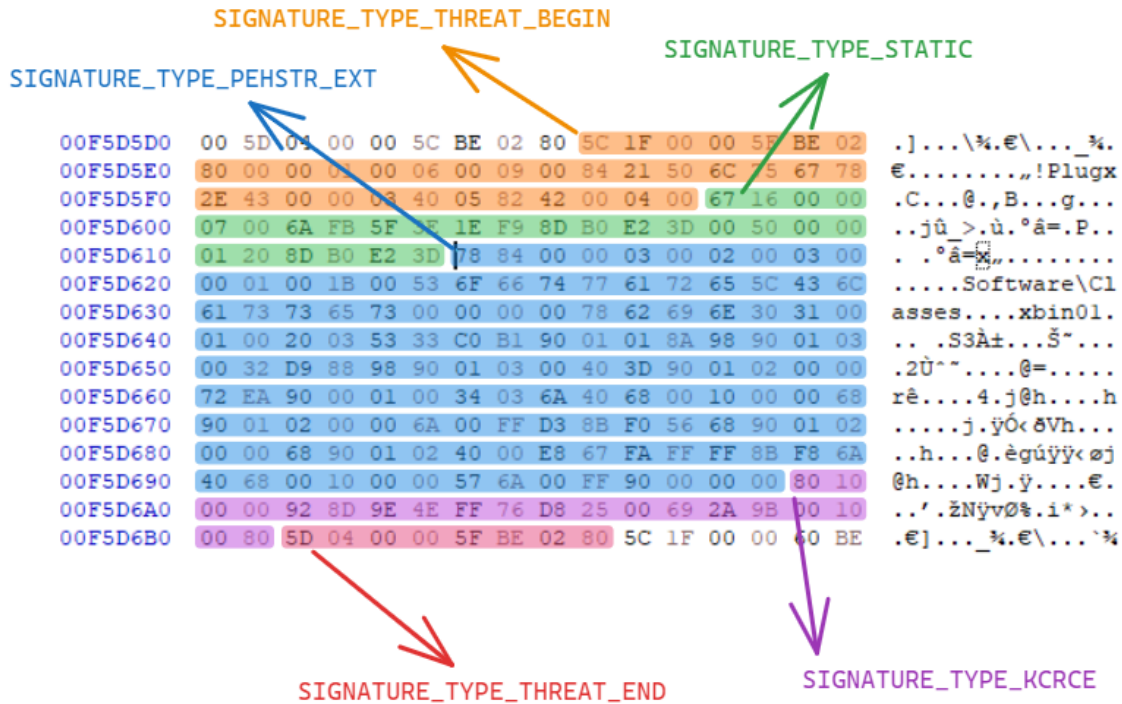 SIGNATURE_TYPE_THREAT_BEGIN
SIGNATURE_TYPE_STATIC
SIGNATURE_TYPE_PEHSTR_EXT
00F5D5D0 00 5D 04 00 00 5C BE 02 80 5C 1F 00 00 5F BE 02 .]...\¾.€\..._¾.
00F5D5E0 80 00 00 01 00 06 00 09 00 84 21 50 6C 75 67 78 €........„!Plugx
00F5D5F0 2E 43 00 00 03 40 05 82 42 00 04 00 67 16 00 00 .C...@.‚B...g...
00F5D600 07 00 6A FB 5F 3E 1E F9 8D B0 E2 3D 00 50 00 00 ..jû_>.ù.°â=.P..
00F5D610 01 20 8D B0 E2 3D 78 84 00 00 03 00 02 00 03 00 . .°â=x„........
00F5D620 00 01 00 1B 00 53 6F 66 74 77 61 72 65 5C 43 6C .....Software\Cl
00F5D630 61 73 73 65 73 00 00 00 00 78 62 69 6E 30 31 00 asses....xbin01.
00F5D640 01 00 20 03 53 33 C0 B1 90 01 01 8A 98 90 01 03 .. .S3À±...Š˜...
00F5D650 00 32 D9 88 98 90 01 03 00 40 3D 90 01 02 00 00 .2Ùˆ˜....@=.....
00F5D660 72 EA 90 00 01 00 34 03 6A 40 68 00 10 00 00 68 rê....4.j@h....h
00F5D670 90 01 02 00 00 6A 00 FF D3 8B F0 56 68 90 01 02 .....j.ÿÓ‹ðVh...
00F5D680 00 00 68 90 01 02 40 00 E8 67 FA FF FF 8B F8 6A ..h...@.ègúÿÿ‹øj
00F5D690 40 68 00 10 00 00 57 6A 00 FF 90 00 00 00 80 10 @h....Wj.ÿ....€.
00F5D6A0 00 00 92 8D 9E 4E FF 76 D8 25 00 69 2A 9B 00 10 ..’.žNÿvØ%.i*›..
00F5D6B0 00 80 5D 04 00 00 5F BE 02 80 5C 1F 00 00 60 BE .€]..._¾.€\...`¾
SIGNATURE_TYPE_KCRCE
SIGNATURE_TYPE_THREAT_END